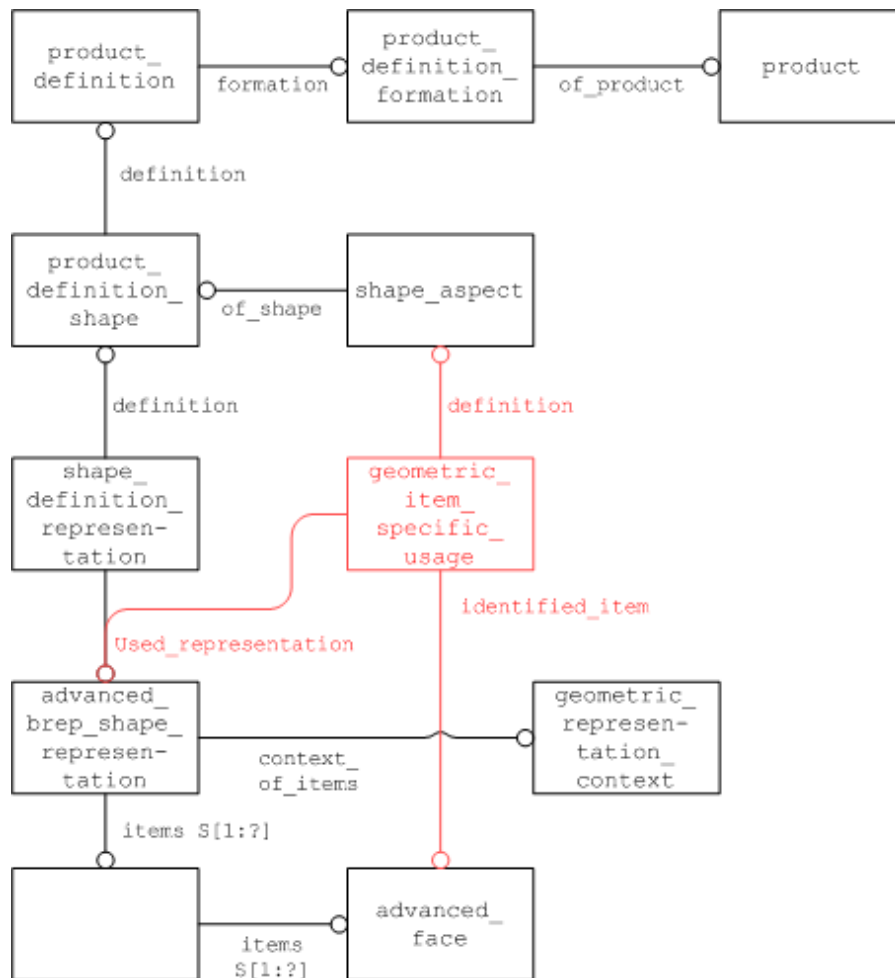 product_
definition
formation
product_
definition_
formation
of_product
product
definition
product_
definition_
shape
of_shape
shape_aspect
definition
definition
shape_
definition_
represen-
tation
geometric_
item_
specific_
usage
Used_representation
identified_item
advanced_
brep_shape_
represen-
tation
context_
of_items
geometric_
represen-
tation_
context
items S[1:?]
items
S[1:?]
advanced_
face